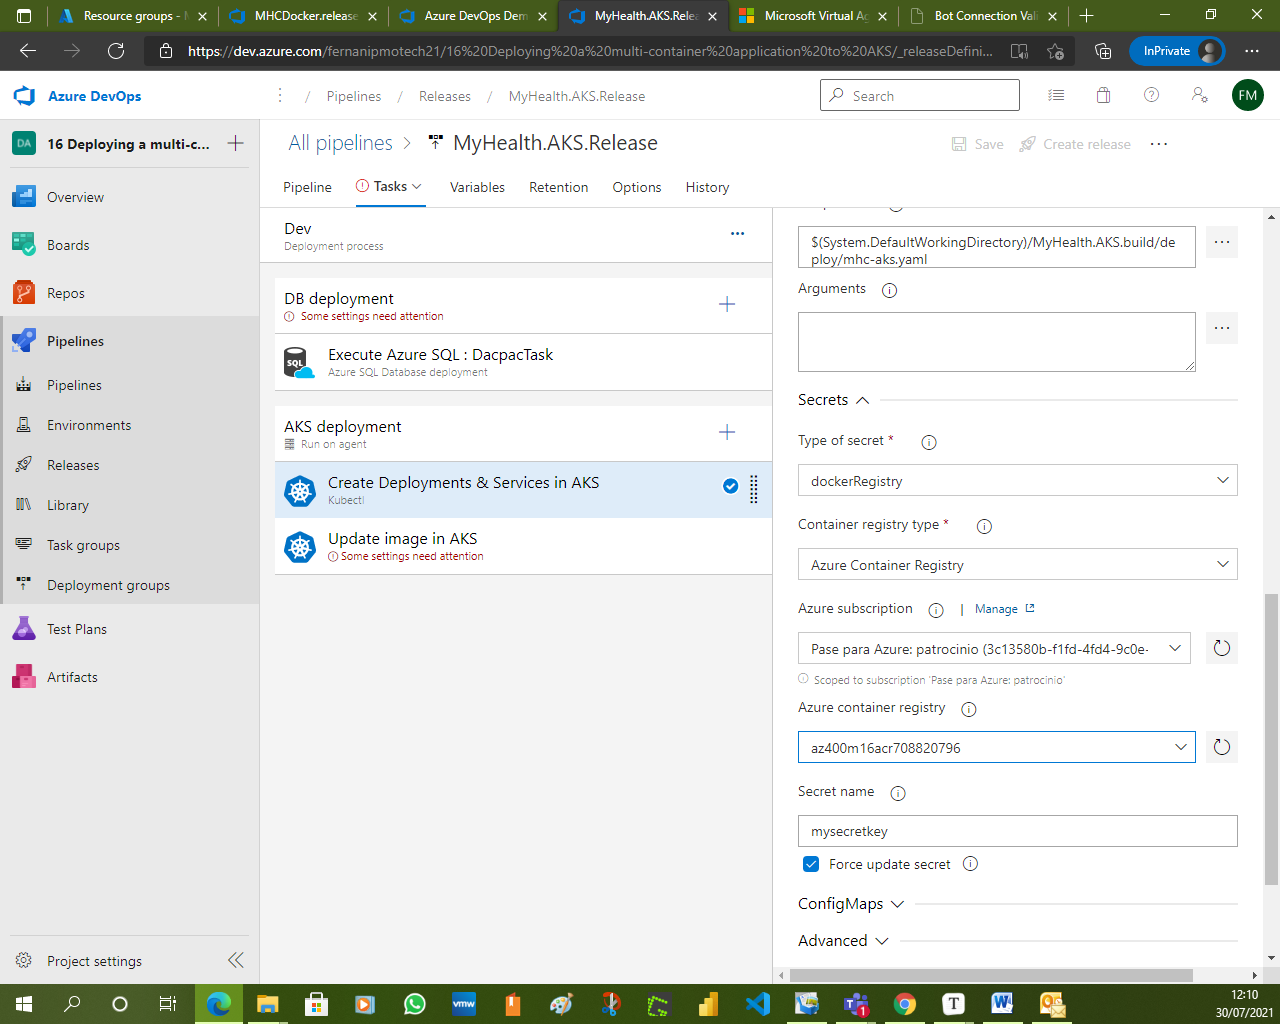 Resource groups - M
MHCDocker.release
Azure DevOps Dem
MyHealth.AKS.Relea
Microsoft Virtual Ag
Bot Connection Vali
https://dev.azure.com/fernanipmotech21/16%20Deploying%20a%20multi-container%20application%20to%20AKS/_releaseDefini...
InPrivate
Azure DevOps
/ Pipelines / Releases / MyHealth.AKS.Release
Search
FM
DA
16 Deploying a multi-c...
All pipelines > MyHealth.AKS.Release
Save
Create release
Pipeline
Tasks
Variables
Retention
Options
History
Overview
Boards
Repos
Pipelines
Pipelines
Environments
Releases
Library
Task groups
Deployment groups
Test Plans
Artifacts
Project settings
Dev
Deployment process
DB deployment
Some settings need attention
SQL
Execute Azure SQL : DacpacTask
Azure SQL Database deployment
AKS deployment
Run on agent
Create Deployments & Services in AKS
Kubectl
Update image in AKS
Some settings need attention
$(System.DefaultWorkingDirectory)/MyHealth.AKS.build/de
ploy/mhc-aks.yaml
Arguments
Secrets
Type of secret *
dockerRegistry
Container registry type *
Azure Container Registry
Azure subscription | Manage
Pase para Azure: patrocinio (3c13580b-f1fd-4fd4-9c0e-
Scoped to subscription 'Pase para Azure: patrocinio'
Azure container registry
az400m16acr708820796
Secret name
mysecretkey
Force update secret
ConfigMaps
Advanced
vmw
1
T
12:10
30/07/2021